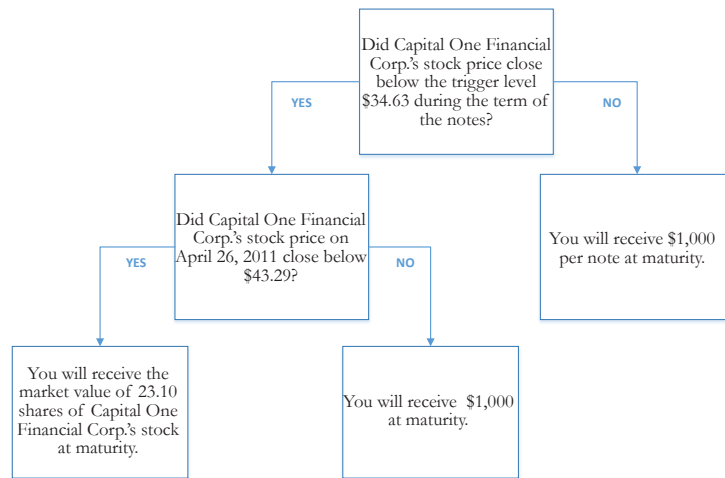 Did Capital One Financial
Corp.'s stock price close
below the trigger level
$34.63 during the term of
the notes?
YES
NO
Did Capital One Financial
Corp.'s stock price on
April 26, 2011 close below
$43.29?
You will receive $1,000
per note at maturity.
YES
NO
You will receive the
market value of 23.10
shares of Capital One
Financial Corp.'s stock
at maturity.
You will receive $1,000
at maturity.